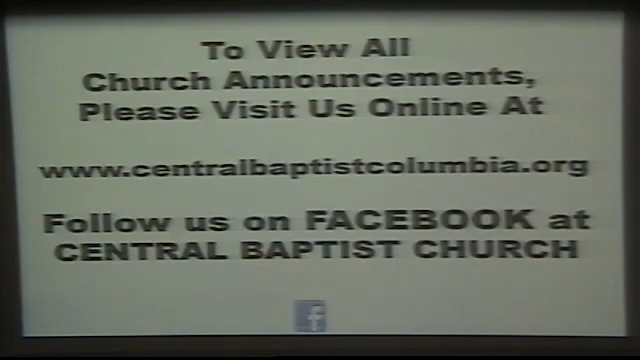 To View All
Church Announcements,
Please Visit Us Online At
www.centralbaptistcolumbia.org
Follow us on FACEBOOK at
CENTRAL BAPTIST CHURCH
f